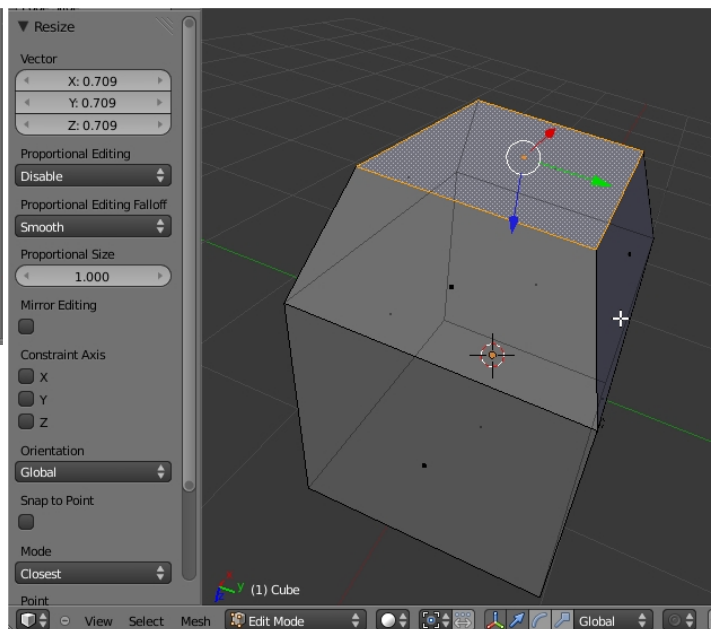 Resize
Vector
X: 0.709
Y: 0.709
Z: 0.709
Proportional Editing
Disable
Proportional Editing Falloff
Smooth
Proportional Size
1.000
Mirror Editing
Constraint Axis
X
Y
Z
Orientation
Global
Snap to Point
Mode
Closest
Point
y (1) Cube
View Select Mesh Edit Mode Global